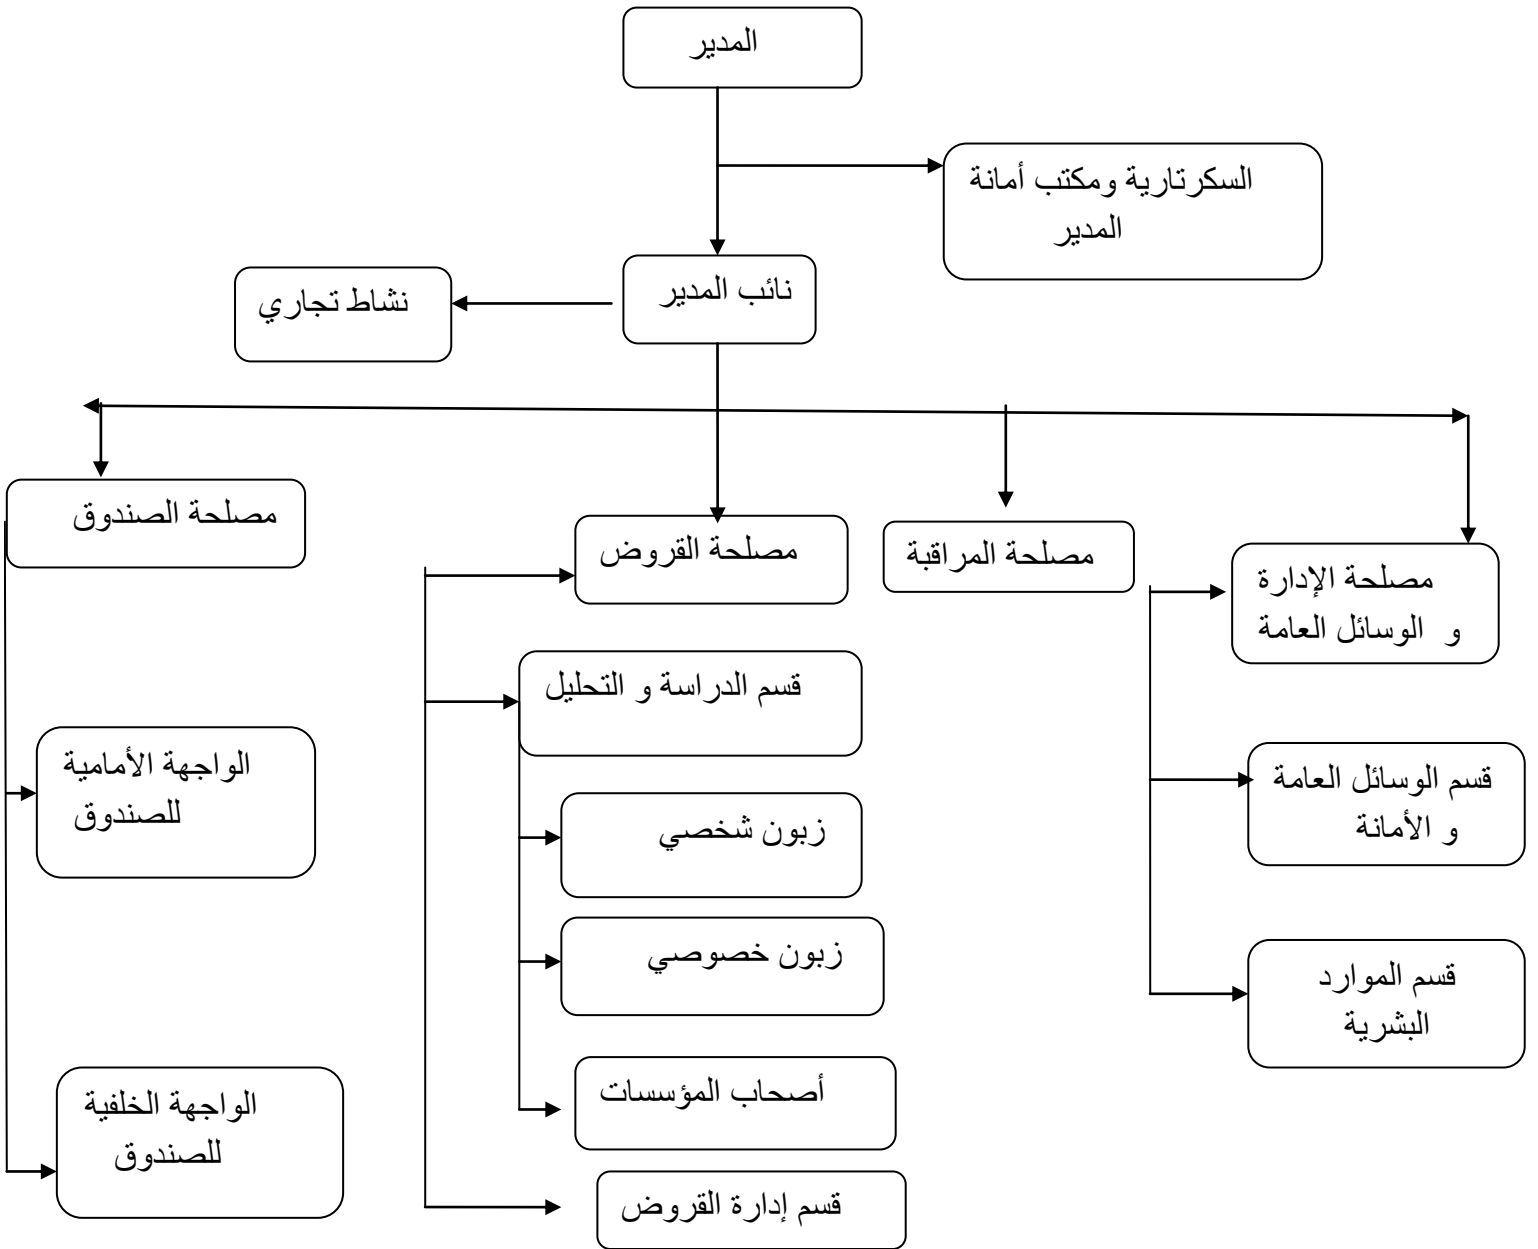 المدير
السكرتارية ومكتب أمانة
المدير
نائب المدير
نشاط تجاري
مصلحة الإدارة
و الوسائل العامة
قسم الوسائل العامة
و الأمانة
قسم الموارد
البشرية
مصلحة المراقبة
مصلحة القروض
قسم الدراسة و التحليل
زبون شخصي
زبون خصوصي
أصحاب المؤسسات
قسم إدارة القروض
مصلحة الصندوق
الواجهة الأمامية
للصندوق
الواجهة الخلفية
للصندوق